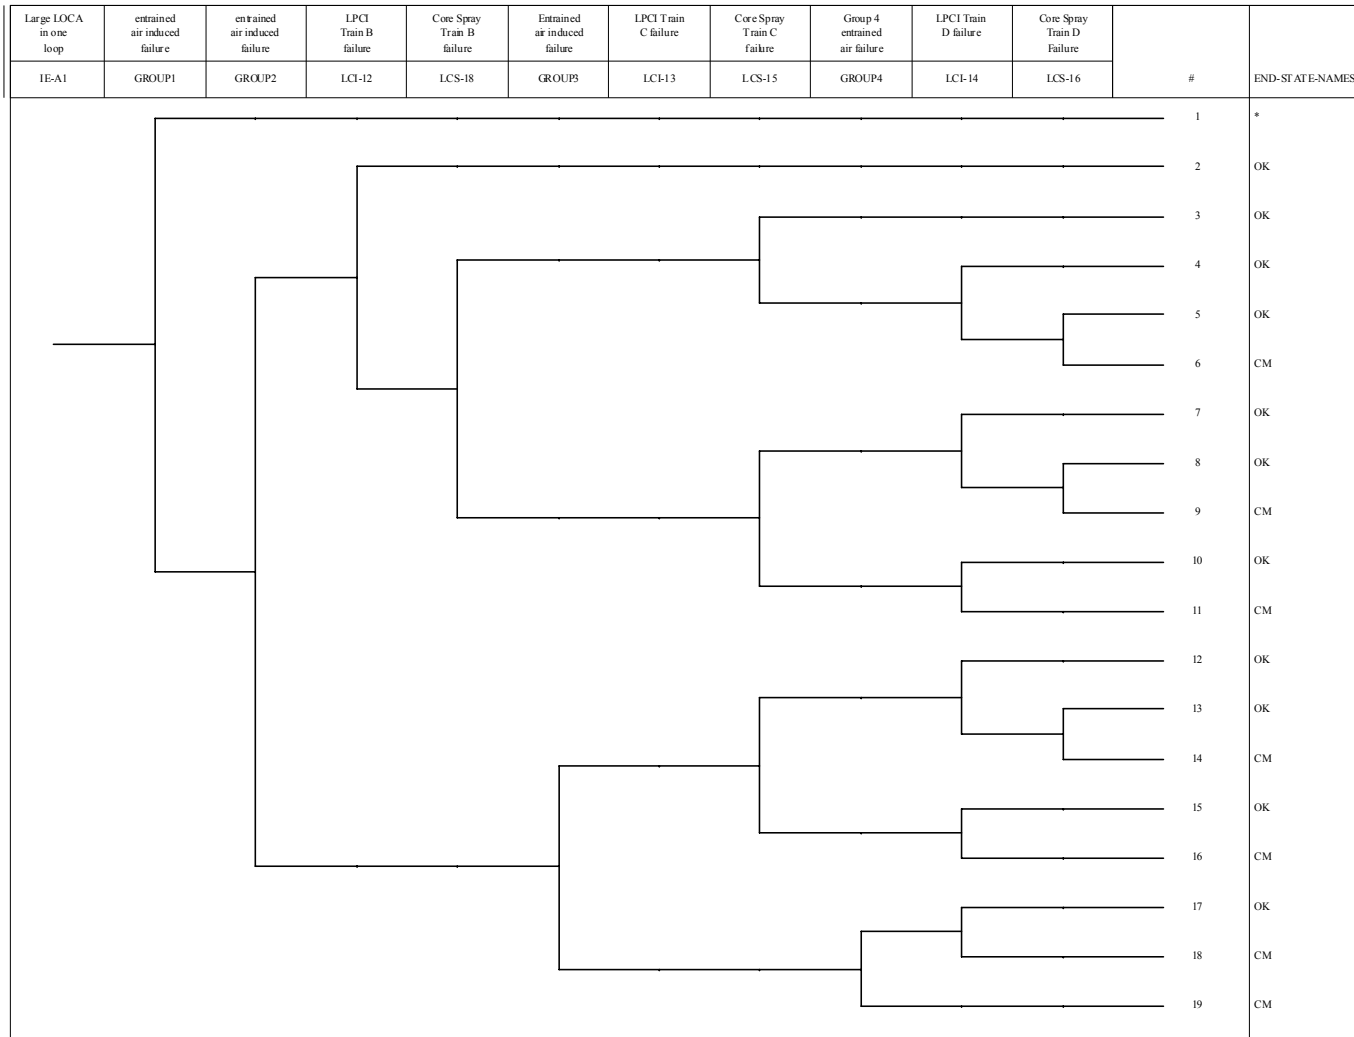 Large LOCA
in one
loop
entrained
air induced
failure
entrained
air induced
failure
LPCI
Train B
failure
Core Spray
Train B
failure
Entrained
air induced
failure
LPCI Train
C failure
Core Spray
Train C
failure
Group 4
entrained
air failure
LPCI Train
D failure
Core Spray
Train D
Failure
IE-A1
GROUP1
GROUP2
LCI-12
LCS-18
GROUP3
LCI-13
LCS-15
GROUP4
LCI-14
LCS-16
#
END-STATE-NAMES
1 *
2 OK
3 OK
4 OK
5 OK
6 CM
7 OK
8 OK
9 CM
10 OK
11 CM
12 OK
13 OK
14 CM
15 OK
16 CM
17 OK
18 CM
19 CM